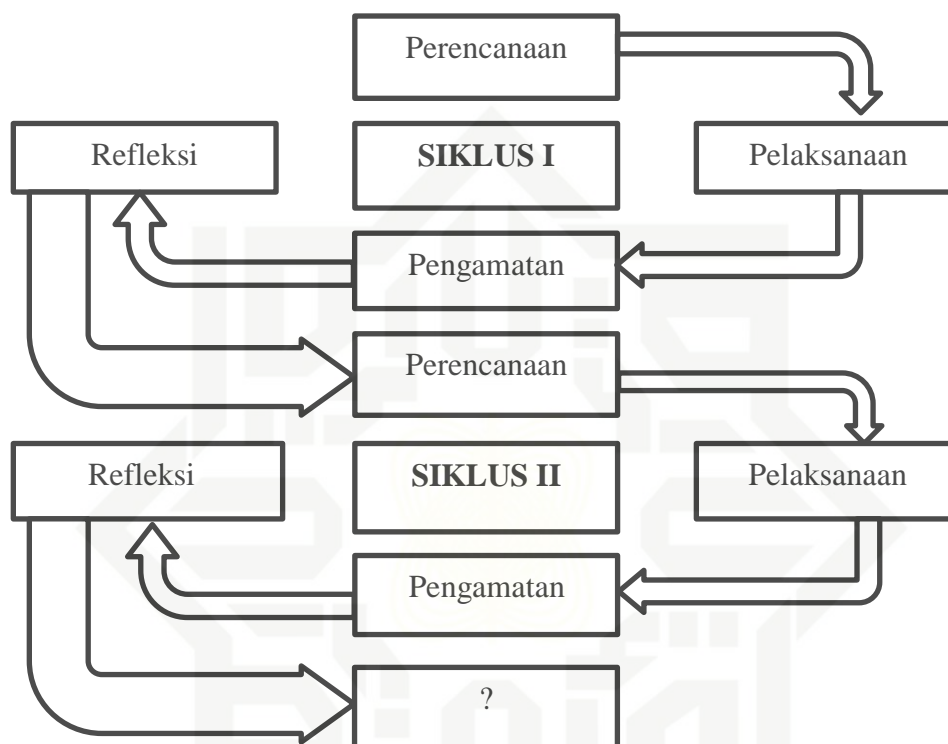 Perencanaan
Refleksi
SIKLUS I
Pelaksanaan
Pengamatan
Perencanaan
Refleksi
SIKLUS II
Pelaksanaan
Pengamatan
?